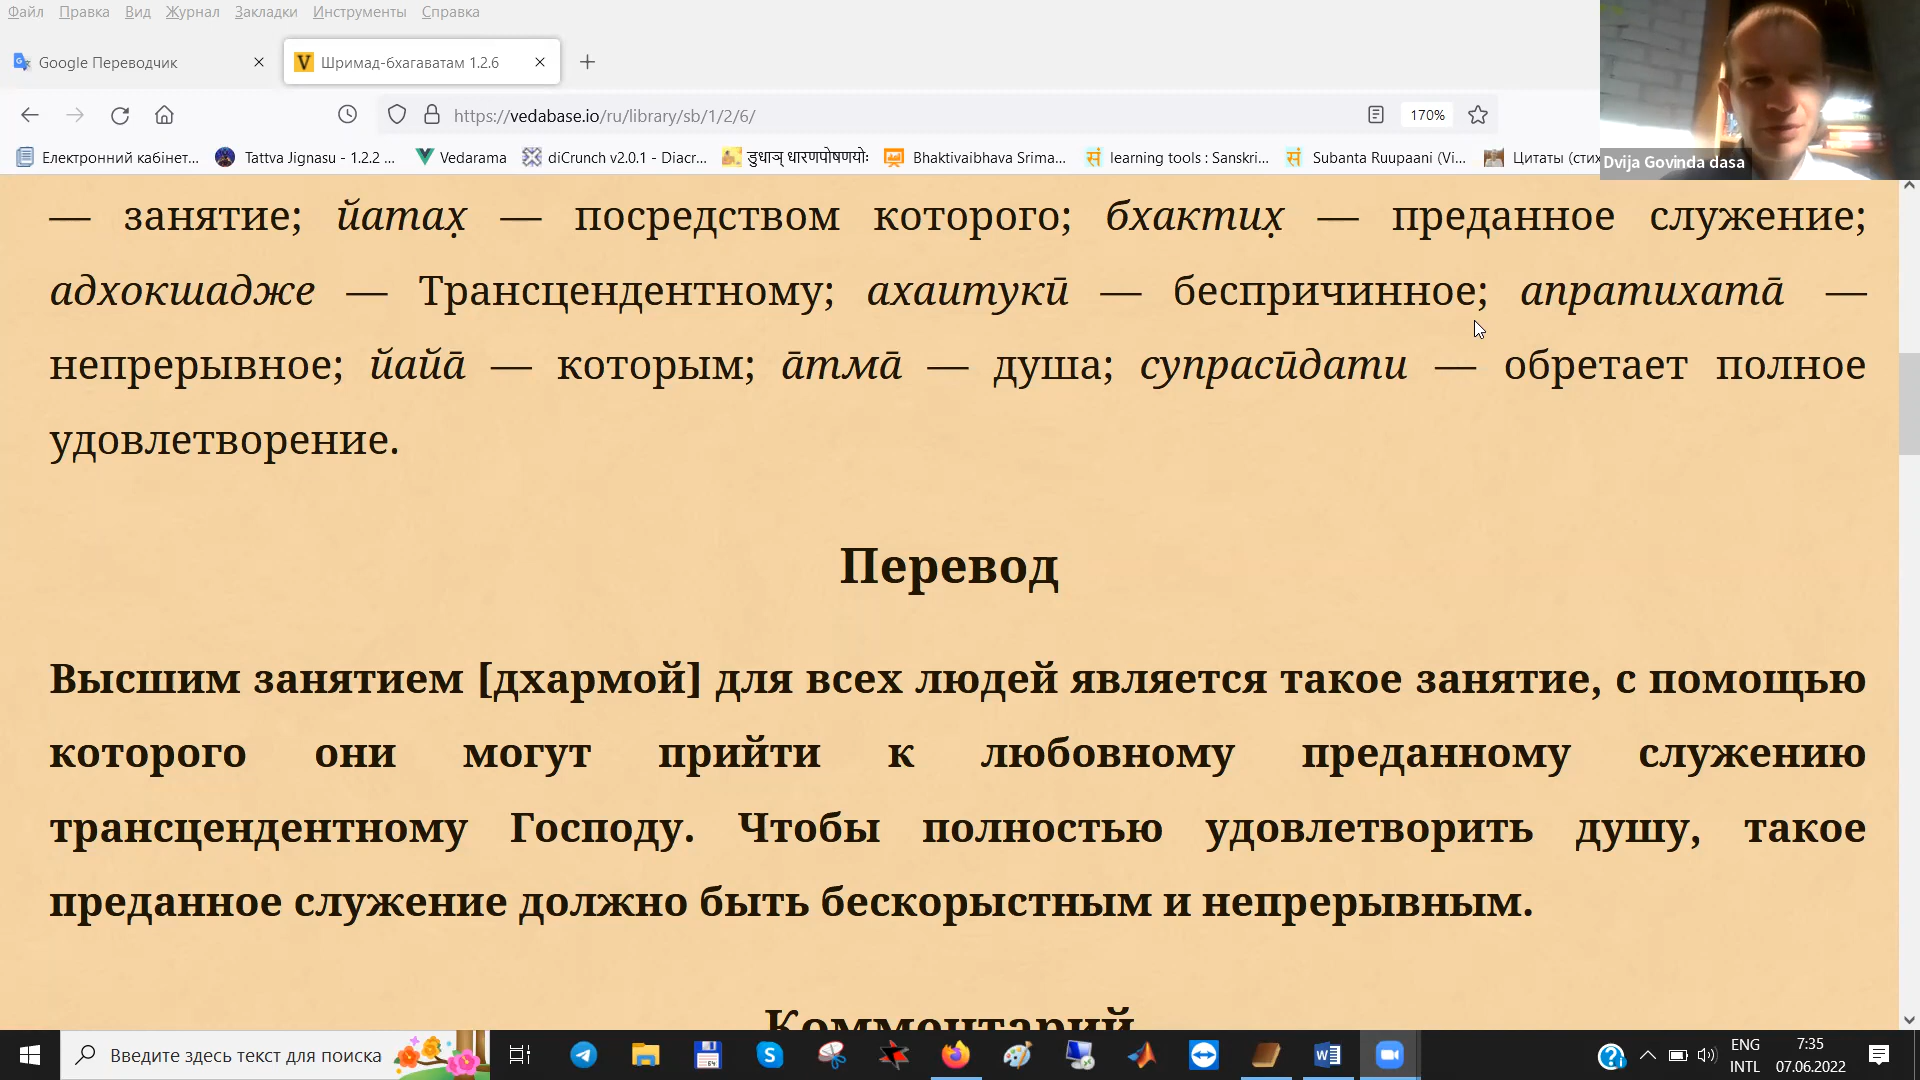 Файл Правка Вид Журнал Закладки Инструменты Справка
Google Переводчик
Шримад-бхагаватам 1.2.6
https://vedabase.io/ru/library/sb/1/2/6/
170%
Електронний кабінет... Tattva Jignasu - 1.2.2 ... Vedarama diCrunch v2.0.1 - Diacr... डुधाञ् धारणपोषणयोः Bhaktivaibhava Srima... learning tools : Sanskri... Subanta Ruupaani (Vi... Цитаты (стих
Dvija Govinda dasa
— занятие; йатах̣ — посредством которого; бхактих̣ — преданное служение;
адхокшадже — Трансцендентному; ахаитукӣ — беспричинное; апратихата̄ —
непрерывное; йайа̄ — которым; а̄тма̄ — душа; супрасӣдати — обретает полное
удовлетворение.
Перевод
Высшим занятием [дхармой] для всех людей является такое занятие, с помощью
которого они могут прийти к любовному преданному служению
трансцендентному Господу. Чтобы полностью удовлетворить душу, такое
преданное служение должно быть бескорыстным и непрерывным.
Комментарий
Введите здесь текст для поиска
ENG
INTL
7:35
07.06.2022